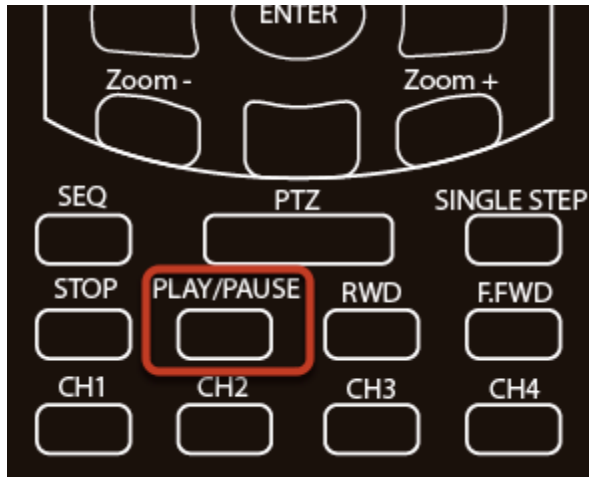 ENTER
Zoom - Zoom +
SEQ PTZ SINGLE STEP
STOP PLAY/PAUSE RWD F.FWD
CH1 CH2 CH3 CH4